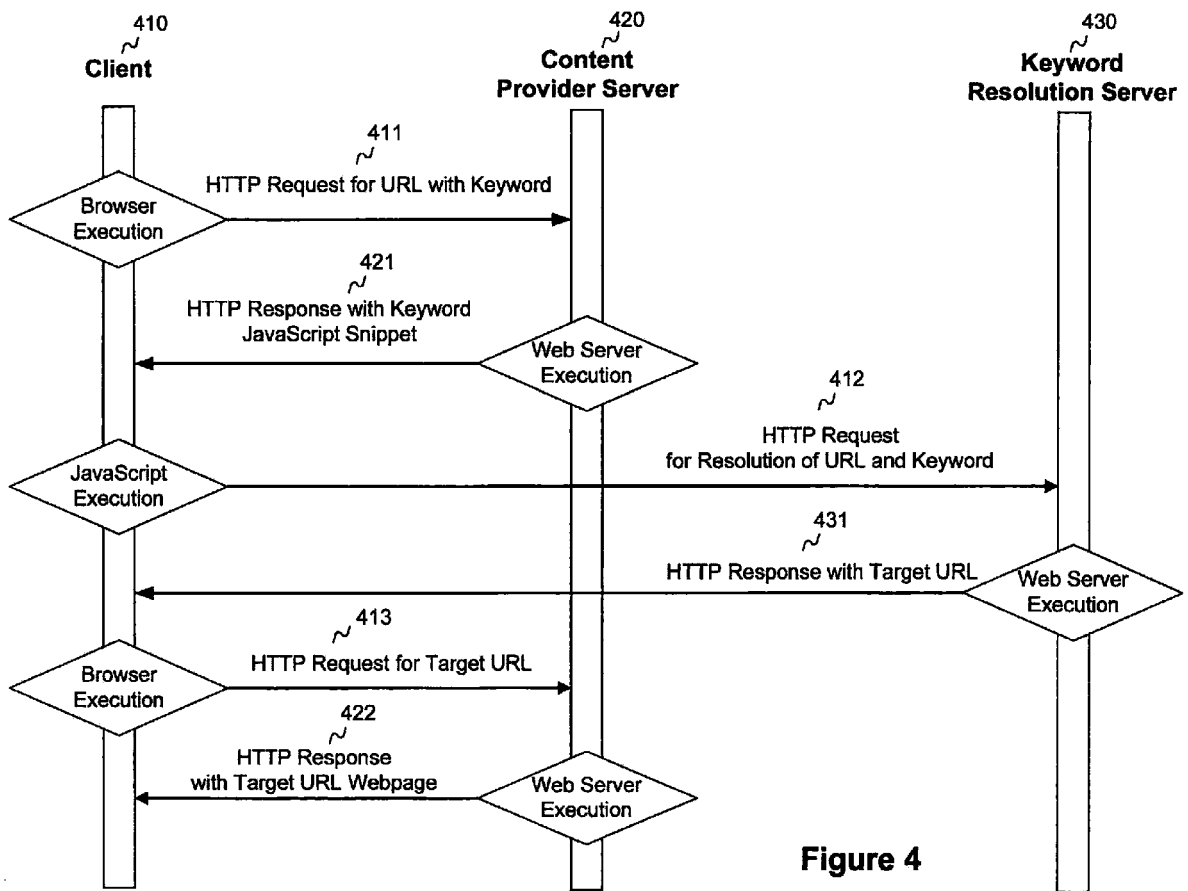 410
Client
420
Content
Provider Server
430
Keyword
Resolution Server
411
HTTP Request for URL with Keyword
Browser
Execution
421
HTTP Response with Keyword
JavaScript Snippet
Web Server
Execution
412
HTTP Request
for Resolution of URL and Keyword
JavaScript
Execution
431
HTTP Response with Target URL
Web Server
Execution
413
HTTP Request for Target URL
Browser
Execution
422
HTTP Response
with Target URL Webpage
Web Server
Execution
Figure 4